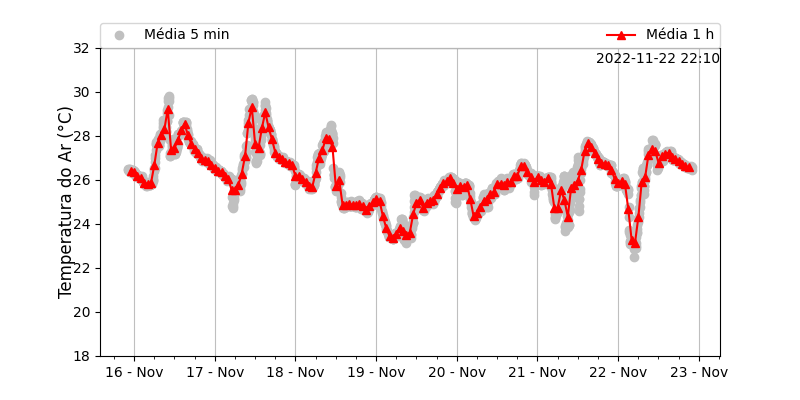 Média 5 min
Média 1 h
2022-11-22 22:10
Temperatura do Ar (°C)
32
30
28
26
24
22
20
18
16 - Nov
17 - Nov
18 - Nov
19 - Nov
20 - Nov
21 - Nov
22 - Nov
23 - Nov